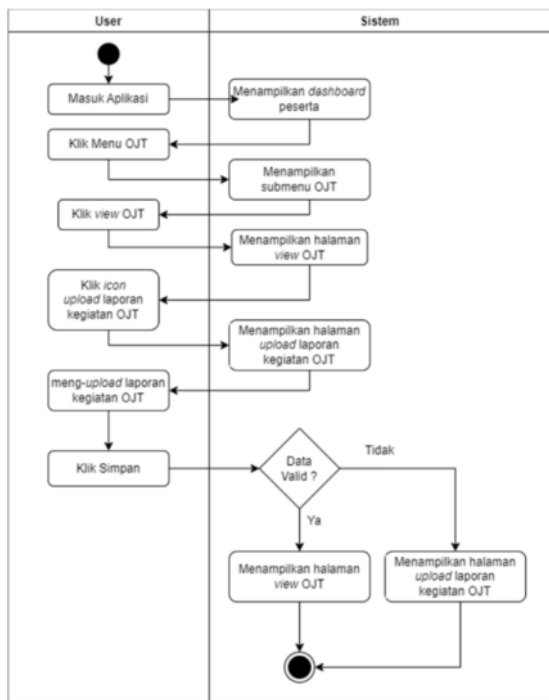 User
Sistem
Masuk Aplikasi
Menampilkan dashboard
peserta
Klik Menu OJT
Menampilkan
submenu OJT
Klik view OJT
Menampilkan halaman
view OJT
Klik icon
upload laporan
kegiatan OJT
Menampilkan halaman
upload laporan
kegiatan OJT
meng-upload laporan
kegiatan OJT
Klik Simpan
Data
Valid ?
Tidak
Ya
Menampilkan halaman
view OJT
Menampilkan halaman
upload laporan
kegiatan OJT